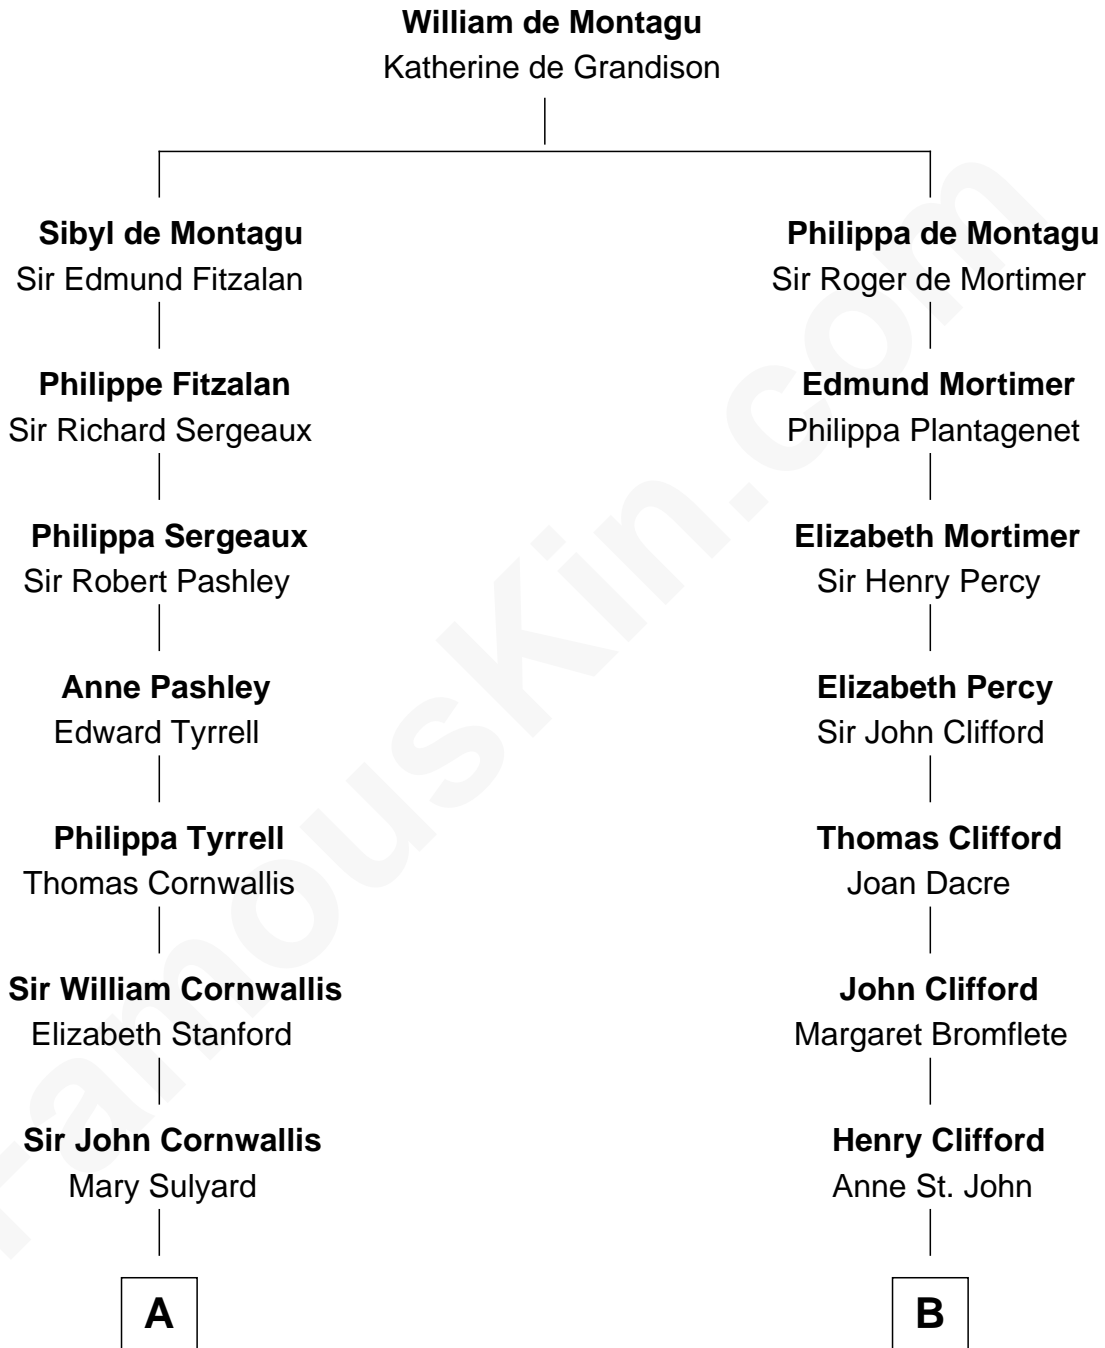 William de Montagu
Katherine de Grandison
Sibyl de Montagu
Sir Edmund Fitzalan
Philippa de Montagu
Sir Roger de Mortimer
Philippe Fitzalan
Sir Richard Sergeaux
Edmund Mortimer
Philippa Plantagenet
Philippa Sergeaux
Sir Robert Pashley
Elizabeth Mortimer
Sir Henry Percy
Anne Pashley
Edward Tyrrell
Elizabeth Percy
Sir John Clifford
Philippa Tyrrell
Thomas Cornwallis
Thomas Clifford
Joan Dacre
Sir William Cornwallis
Elizabeth Stanford
John Clifford
Margaret Bromflete
Sir John Cornwallis
Mary Sulyard
Henry Clifford
Anne St. John
A
B
FamousKin.com